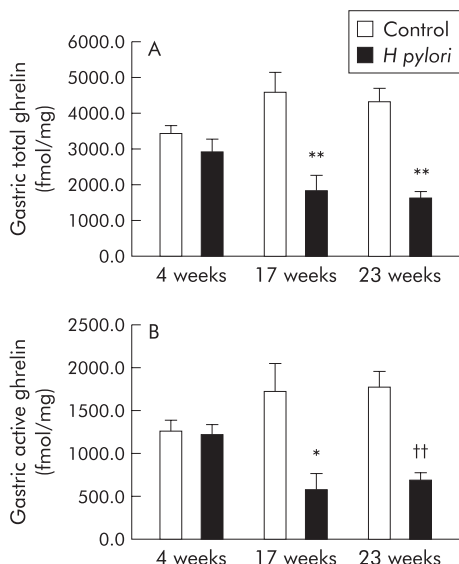 Control
H pylori
A
Gastric total ghrelin
(fmol/mg)
6000.0
5000.0
4000.0
3000.0
2000.0
1000.0
0.0
**
**
4 weeks 17 weeks 23 weeks
B
Gastric active ghrelin
(fmol/mg)
2500.0
2000.0
1500.0
1000.0
500.0
0.0
*
††
4 weeks 17 weeks 23 weeks